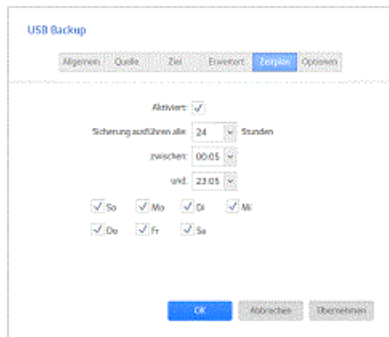 USB Backup
Allgemein Quelle Ziel Erweitert Zeitplan Optionen
Aktiviert:
Sicherung ausführen alle: 24 Stunden
zwischen: 00:05
und: 23:05
So Mo Di Mi
Do Fr Sa
OK Abbrechen Übernehmen